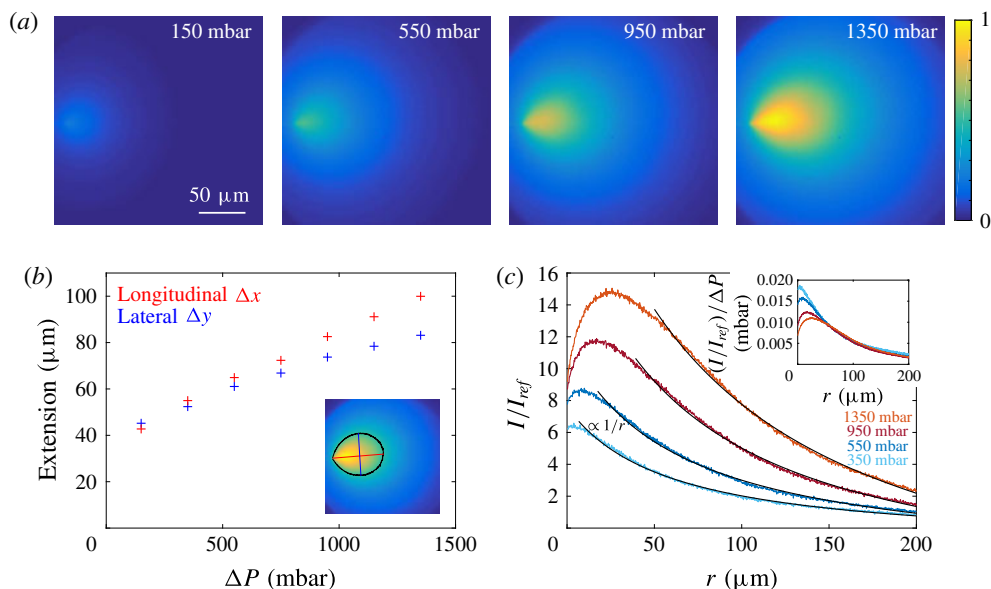 (a)
150 mbar
550 mbar
950 mbar
1350 mbar
50 μm
1
0
(b)
Longitudinal Δx
Lateral Δy
Extension (μm)
100
80
60
40
20
0
500
1000
1500
ΔP (mbar)
(c)
I/I_ref
16
14
12
10
8
6
4
2
0
50
100
150
200
r (μm)
∝ 1/r
(I/I_ref)/ΔP
(mbar)
0.020
0.015
0.010
0.005
0
100
200
r (μm)
1350 mbar
950 mbar
550 mbar
350 mbar